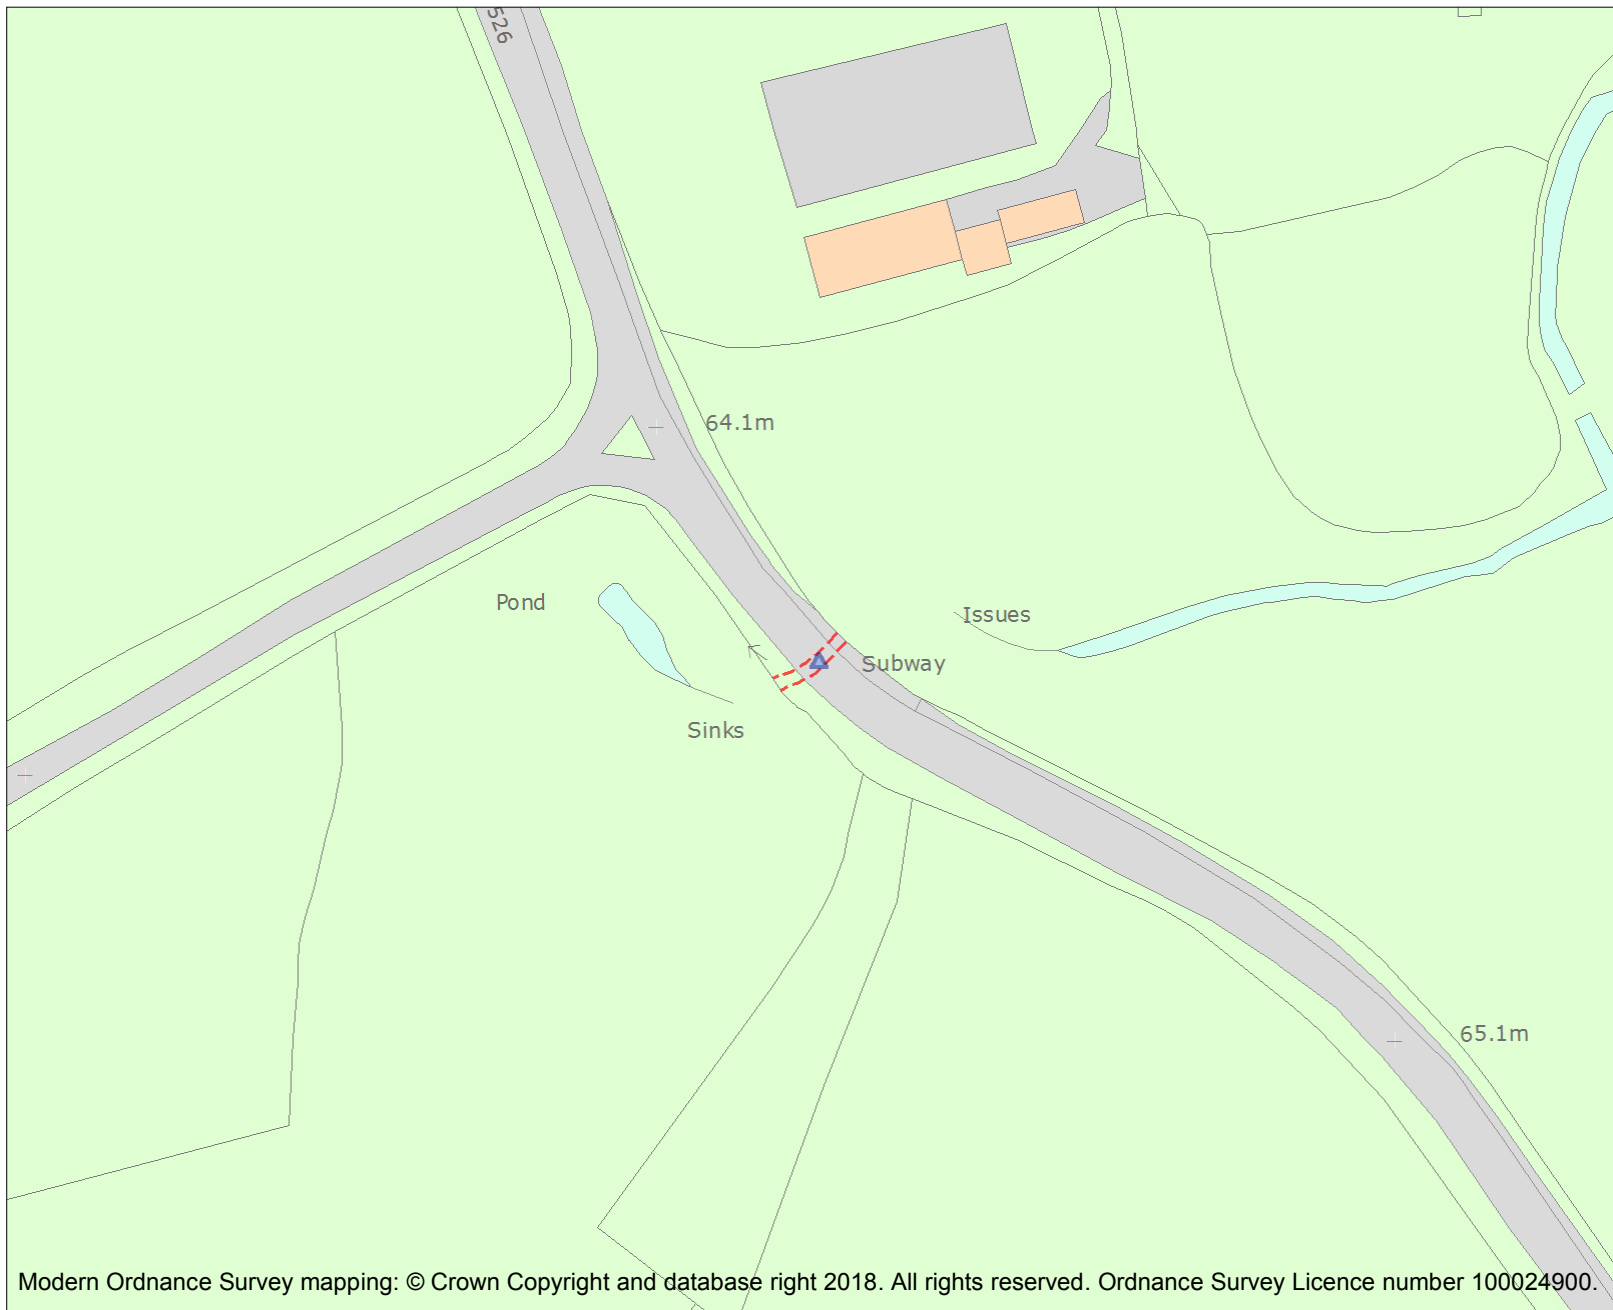 526
64.1m
Pond
Issues
Subway
Sinks
65.1m
Modern Ordnance Survey mapping: © Crown Copyright and database right 2018. All rights reserved. Ordnance Survey Licence number 100024900.